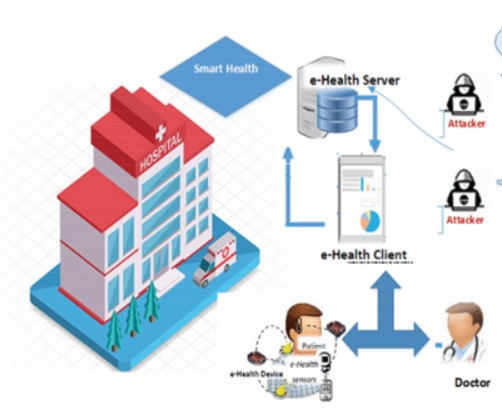 Smart Health
e-Health Server
Attacker
HOSPITAL
Attacker
e-Health Client
Patient
e-Health
e-Health Device
sensors
Doctor